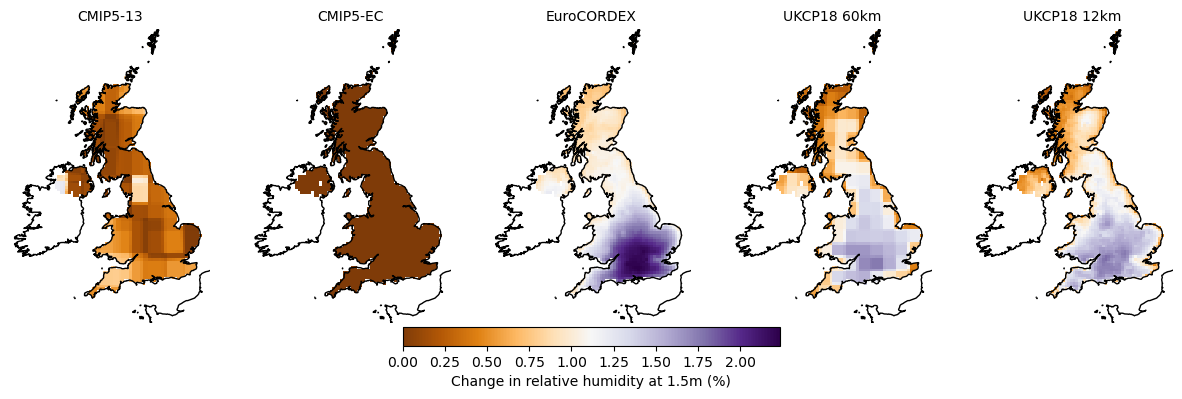 CMIP5-13 CMIP5-EC EuroCORDEX UKCP18 60km UKCP18 12km
0.00 0.25 0.50 0.75 1.00 1.25 1.50 1.75 2.00
Change in relative humidity at 1.5m (%)